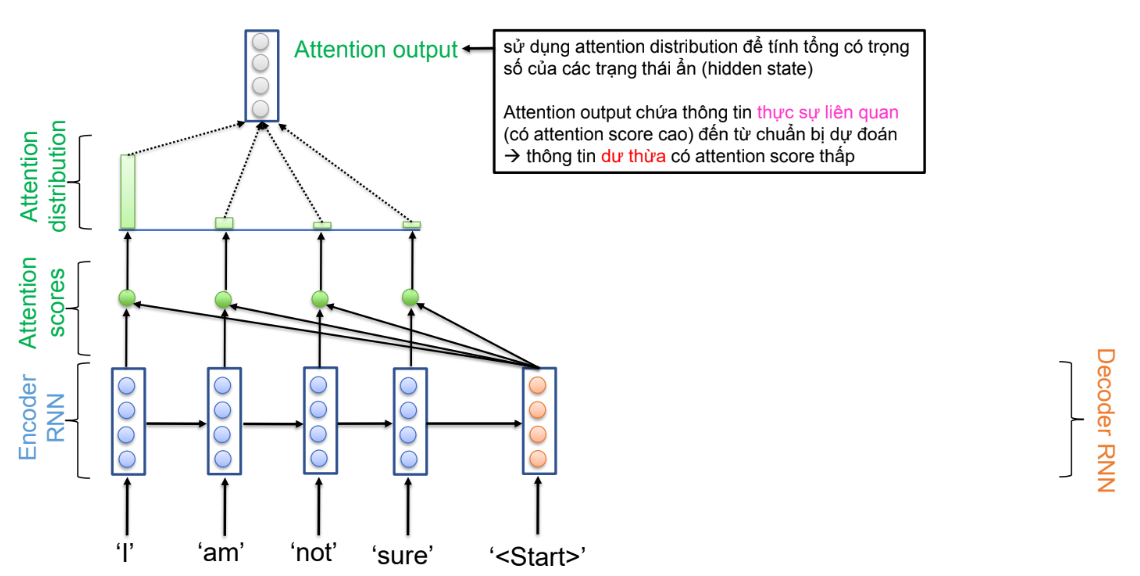 Attention output
sử dụng attention distribution để tính tổng có trọng
số của các trạng thái ẩn (hidden state)
Attention output chứa thông tin thực sự liên quan
(có attention score cao) đến từ chuẩn bị dự đoán
→ thông tin dư thừa có attention score thấp
Attention
distribution
Attention
scores
Encoder
RNN
Decoder RNN
‘I’
‘am’
‘not’
‘sure’
‘<Start>’